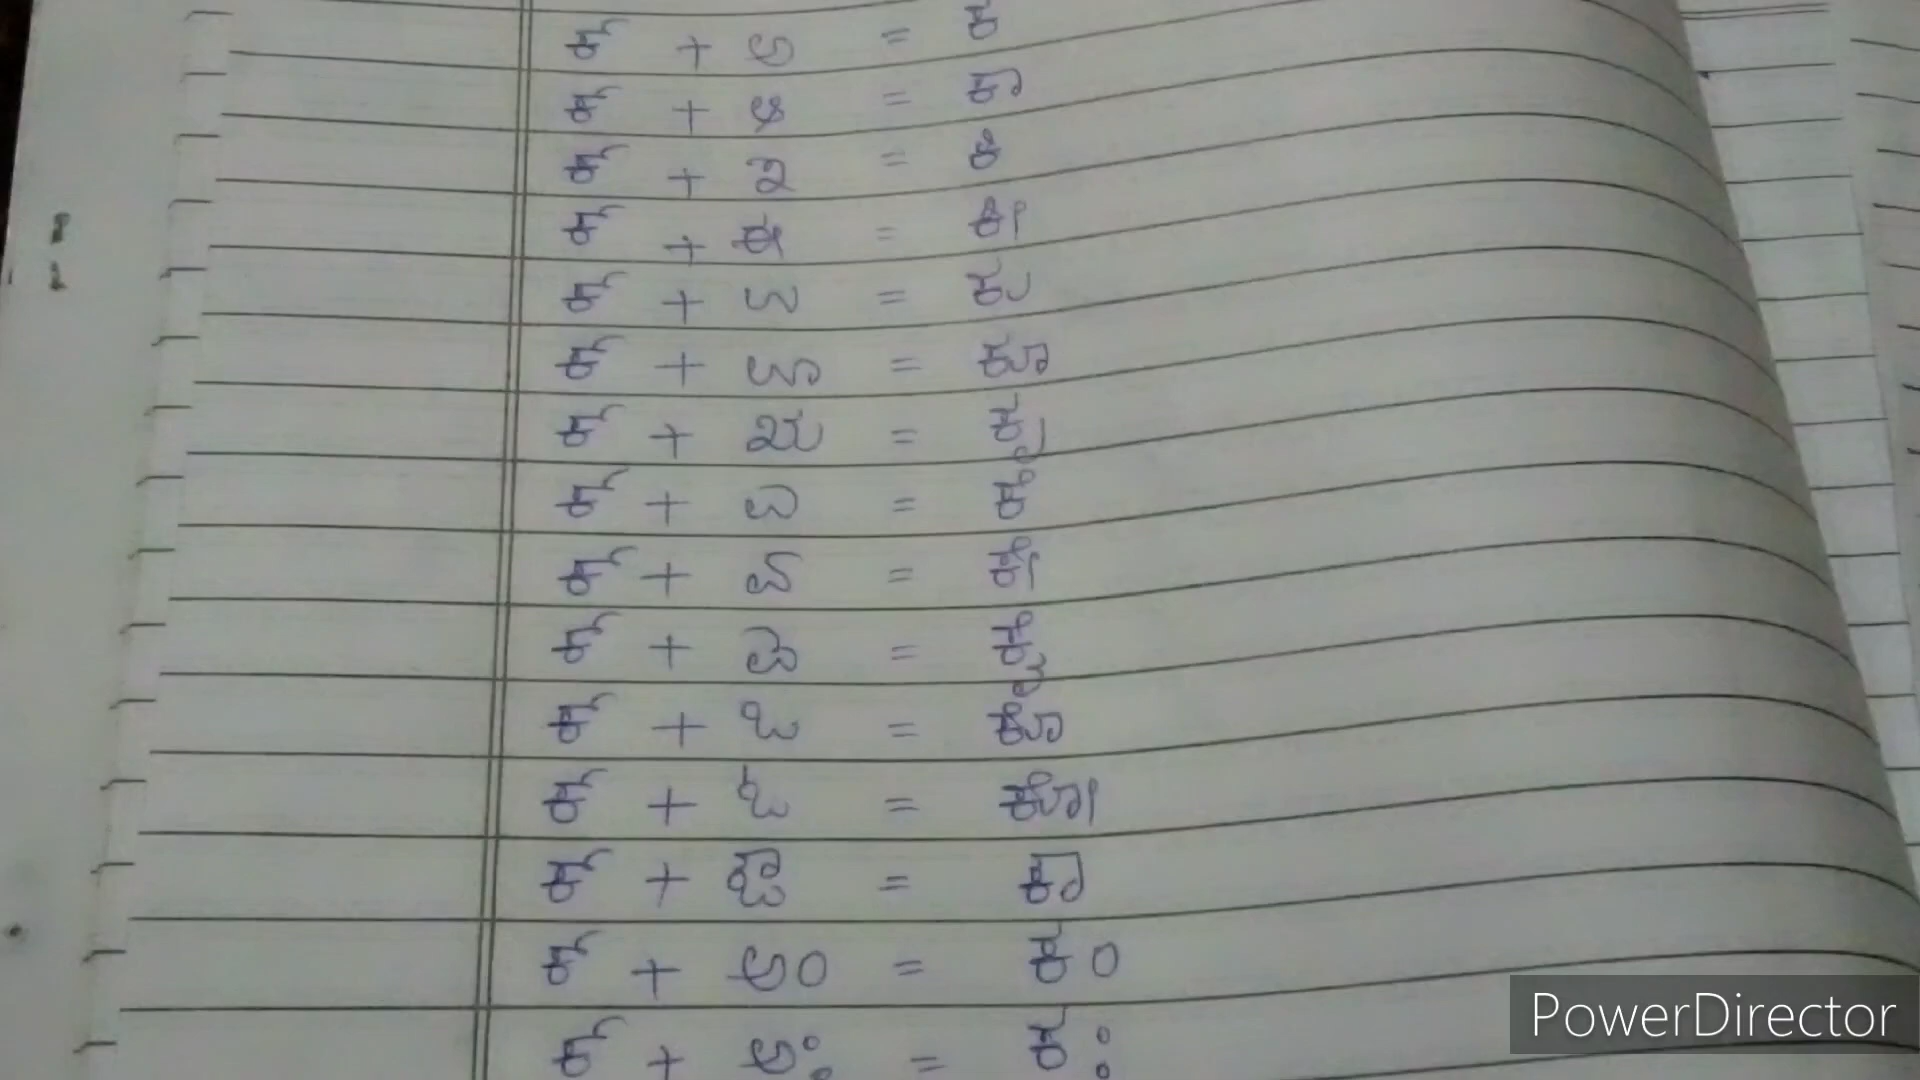 ಕ್ + ಅ = ಕ
ಕ್ + ಆ = ಕಾ
ಕ್ + ಇ = ಕಿ
ಕ್ + ಈ = ಕೀ
ಕ್ + ಉ = ಕು
ಕ್ + ಊ = ಕೂ
ಕ್ + ಋ = ಕೃ
ಕ್ + ಎ = ಕೆ
ಕ್ + ಏ = ಕೇ
ಕ್ + ಐ = ಕೈ
ಕ್ + ಒ = ಕೊ
ಕ್ + ಓ = ಕೋ
ಕ್ + ಔ = ಕೌ
ಕ್ + ಅಂ = ಕಂ
ಕ್ + ಅಃ = ಕಃ
PowerDirector